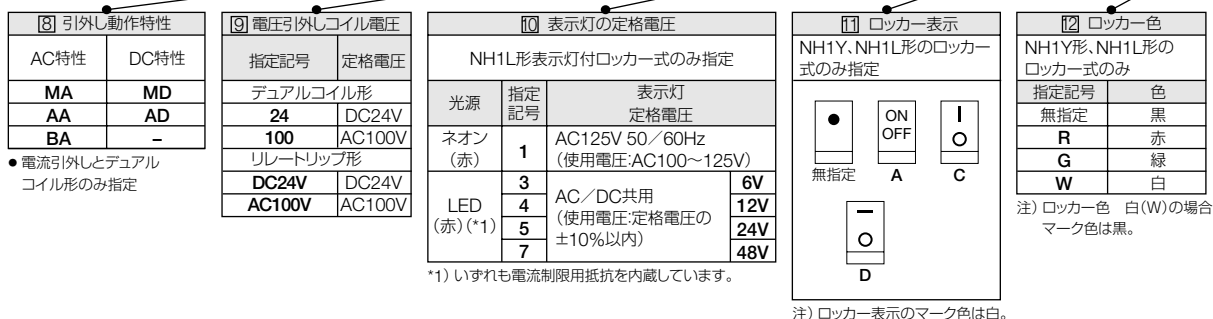 8 引外し動作特性
AC特性 DC特性
MA MD
AA AD
BA –
● 電流引外しとデュアル
コイル形のみ指定
9 電圧引外しコイル電圧
指定記号 定格電圧
デュアルコイル形
24 DC24V
100 AC100V
リレートリップ形
DC24V DC24V
AC100V AC100V
10 表示灯の定格電圧
NH1L形表示灯付ロッカー式のみ指定
光源 指定記号 表示灯定格電圧
ネオン(赤) 1 AC125V 50/60Hz
(使用電圧:AC100〜125V)
LED(赤)(*1) 3 AC/DC共用(使用電圧:定格電圧の±10%以内) 6V
4 12V
5 24V
7 48V
*1) いずれも電流制限用抵抗を内蔵しています。
11 ロッカー表示
NH1Y、NH1L形のロッカー
式のみ指定
ON
OFF
無指定 A C
D
注) ロッカー表示のマーク色は白。
12 ロッカー色
NH1Y形、NH1L形の
ロッカー式のみ
指定記号 色
無指定 黒
R 赤
G 緑
W 白
注) ロッカー色 白(W)の場合
マーク色は黒。